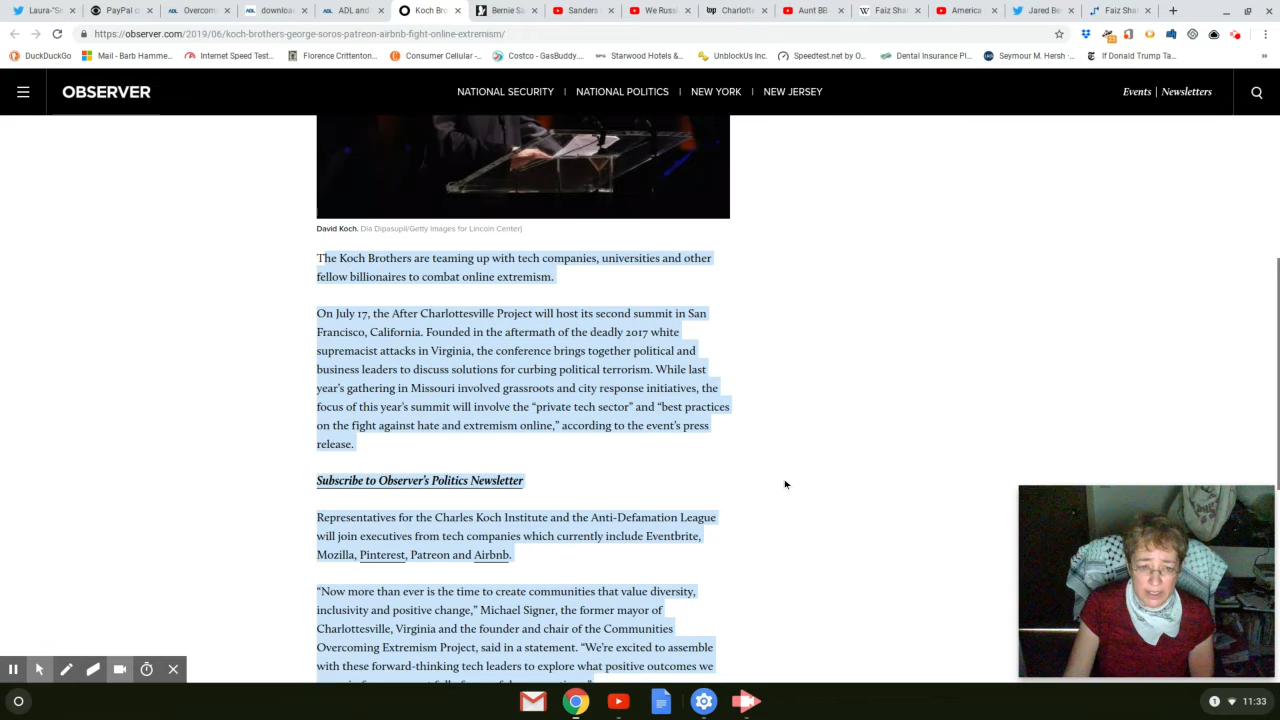 Laura-"Sn
PayPal c
Overcom
downloa
ADL and
Koch Bro
Bernie Sa
Sanders
We Russi
Charlotte
Aunt BB
Faiz Shar
America
Jared Be
Faiz Shar
https://observer.com/2019/06/koch-brothers-george-soros-patreon-airbnb-fight-online-extremism/
DuckDuckGo
Mail - Barb Hamme...
Internet Speed Test...
Florence Crittenton...
Consumer Cellular -...
Costco - GasBuddy....
Starwood Hotels &...
UnblockUs Inc.
Speedtest.net by O...
Dental Insurance Pl...
Seymour M. Hersh -...
If Donald Trump Ta...
OBSERVER
NATIONAL SECURITY | NATIONAL POLITICS | NEW YORK | NEW JERSEY
Events | Newsletters
David Koch. Dia Dipasupil/Getty Images for Lincoln Center)
The Koch Brothers are teaming up with tech companies, universities and other
fellow billionaires to combat online extremism.
On July 17, the After Charlottesville Project will host its second summit in San
Francisco, California. Founded in the aftermath of the deadly 2017 white
supremacist attacks in Virginia, the conference brings together political and
business leaders to discuss solutions for curbing political terrorism. While last
year's gathering in Missouri involved grassroots and city response initiatives, the
focus of this year's summit will involve the “private tech sector” and “best practices
on the fight against hate and extremism online,” according to the event's press
release.
Subscribe to Observer's Politics Newsletter
Representatives for the Charles Koch Institute and the Anti-Defamation League
will join executives from tech companies which currently include Eventbrite,
Mozilla, Pinterest, Patreon and Airbnb.
“Now more than ever is the time to create communities that value diversity,
inclusivity and positive change,” Michael Signer, the former mayor of
Charlottesville, Virginia and the founder and chair of the Communities
Overcoming Extremism Project, said in a statement. “We're excited to assemble
with these forward-thinking tech leaders to explore what positive outcomes we
1
11:33